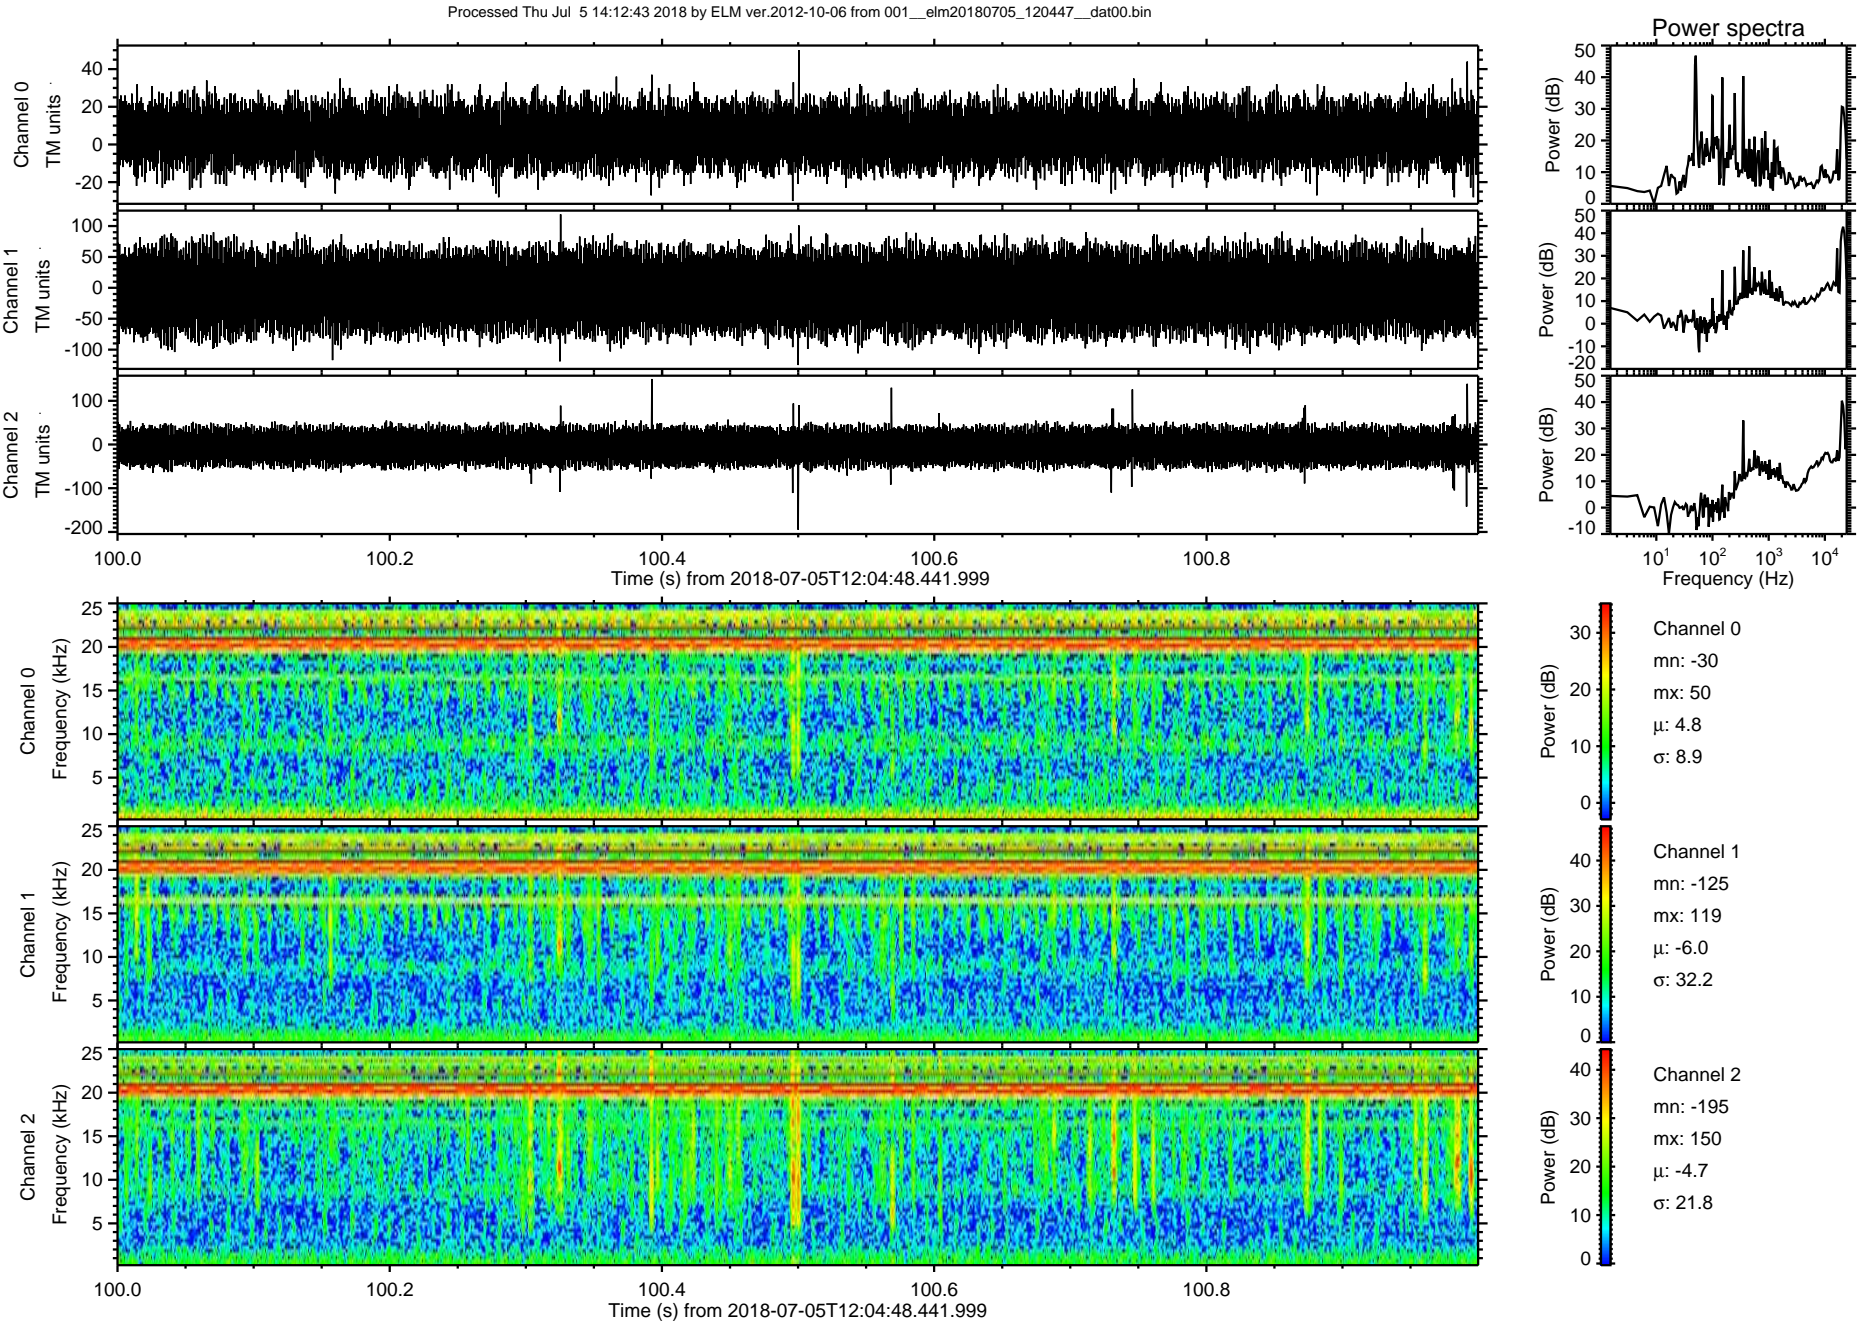 Processed Thu Jul 5 14:12:43 2018 by ELM ver.2012-10-06 from 001__elm20180705_120447__dat00.bin
Power spectra
Channel 0
TM units
40
20
0
-20
Power (dB)
50
40
30
20
10
0
Channel 1
TM units
100
50
0
-50
-100
Power (dB)
50
40
30
20
10
0
-10
-20
Channel 2
TM units
100
0
-100
-200
Power (dB)
50
40
30
20
10
0
-10
100.0 100.2 100.4 100.6 100.8
Time (s) from 2018-07-05T12:04:48.441.999
10^1 10^2 10^3 10^4
Frequency (Hz)
Channel 0
Frequency (kHz)
25
20
15
10
5
Power (dB)
30
20
10
0
Channel 0
mn: -30
mx: 50
μ: 4.8
σ: 8.9
Channel 1
Frequency (kHz)
25
20
15
10
5
Power (dB)
40
30
20
10
0
Channel 1
mn: -125
mx: 119
μ: -6.0
σ: 32.2
Channel 2
Frequency (kHz)
25
20
15
10
5
Power (dB)
40
30
20
10
0
Channel 2
mn: -195
mx: 150
μ: -4.7
σ: 21.8
100.0 100.2 100.4 100.6 100.8
Time (s) from 2018-07-05T12:04:48.441.999